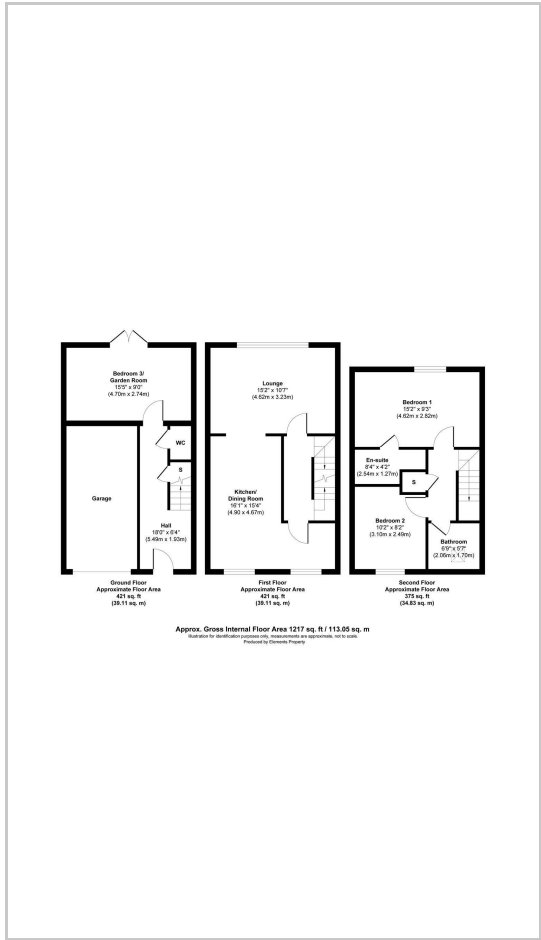 Bedroom 3/
Garden Room
15'5" x 9'0"
(4.70m x 2.74m)
WC
S
Garage
Hall
18'0" x 6'4"
(5.49m x 1.93m)
Ground Floor
Approximate Floor Area
421 sq. ft
(39.11 sq. m)
Lounge
15'2" x 10'7"
(4.62m x 3.23m)
Kitchen/
Dining Room
16'1" x 15'4"
(4.90 x 4.67m)
First Floor
Approximate Floor Area
421 sq. ft
(39.11 sq. m)
Bedroom 1
15'2" x 9'3"
(4.62m x 2.82m)
En-suite
8'4" x 4'2"
(2.54m x 1.27m)
S
Bedroom 2
10'2" x 8'2"
(3.10m x 2.49m)
Bathroom
6'9" x 5'7"
(2.06m x 1.70m)
Second Floor
Approximate Floor Area
375 sq. ft
(34.83 sq. m)
Approx. Gross Internal Floor Area 1217 sq. ft / 113.05 sq. m
Illustration for identification purposes only, measurements are approximate, not to scale.
Produced by Elements Property